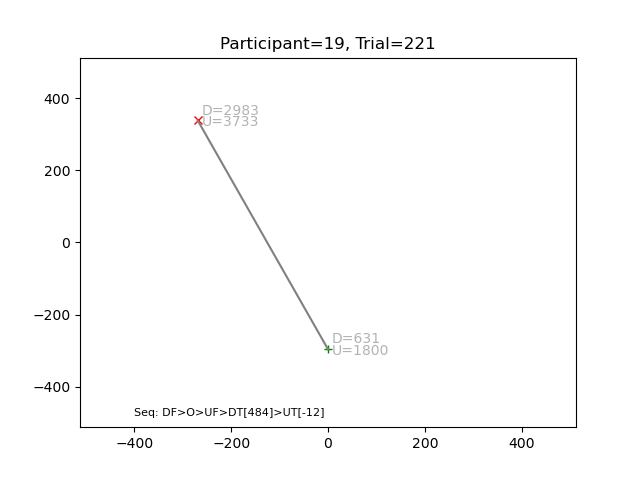 Participant=19, Trial=221
400
200
0
−200
−400
D=2983
U=3733
D=631
U=1800
Seq: DF>O>UF>DT[484]>UT[-12]
−400 −200 0 200 400